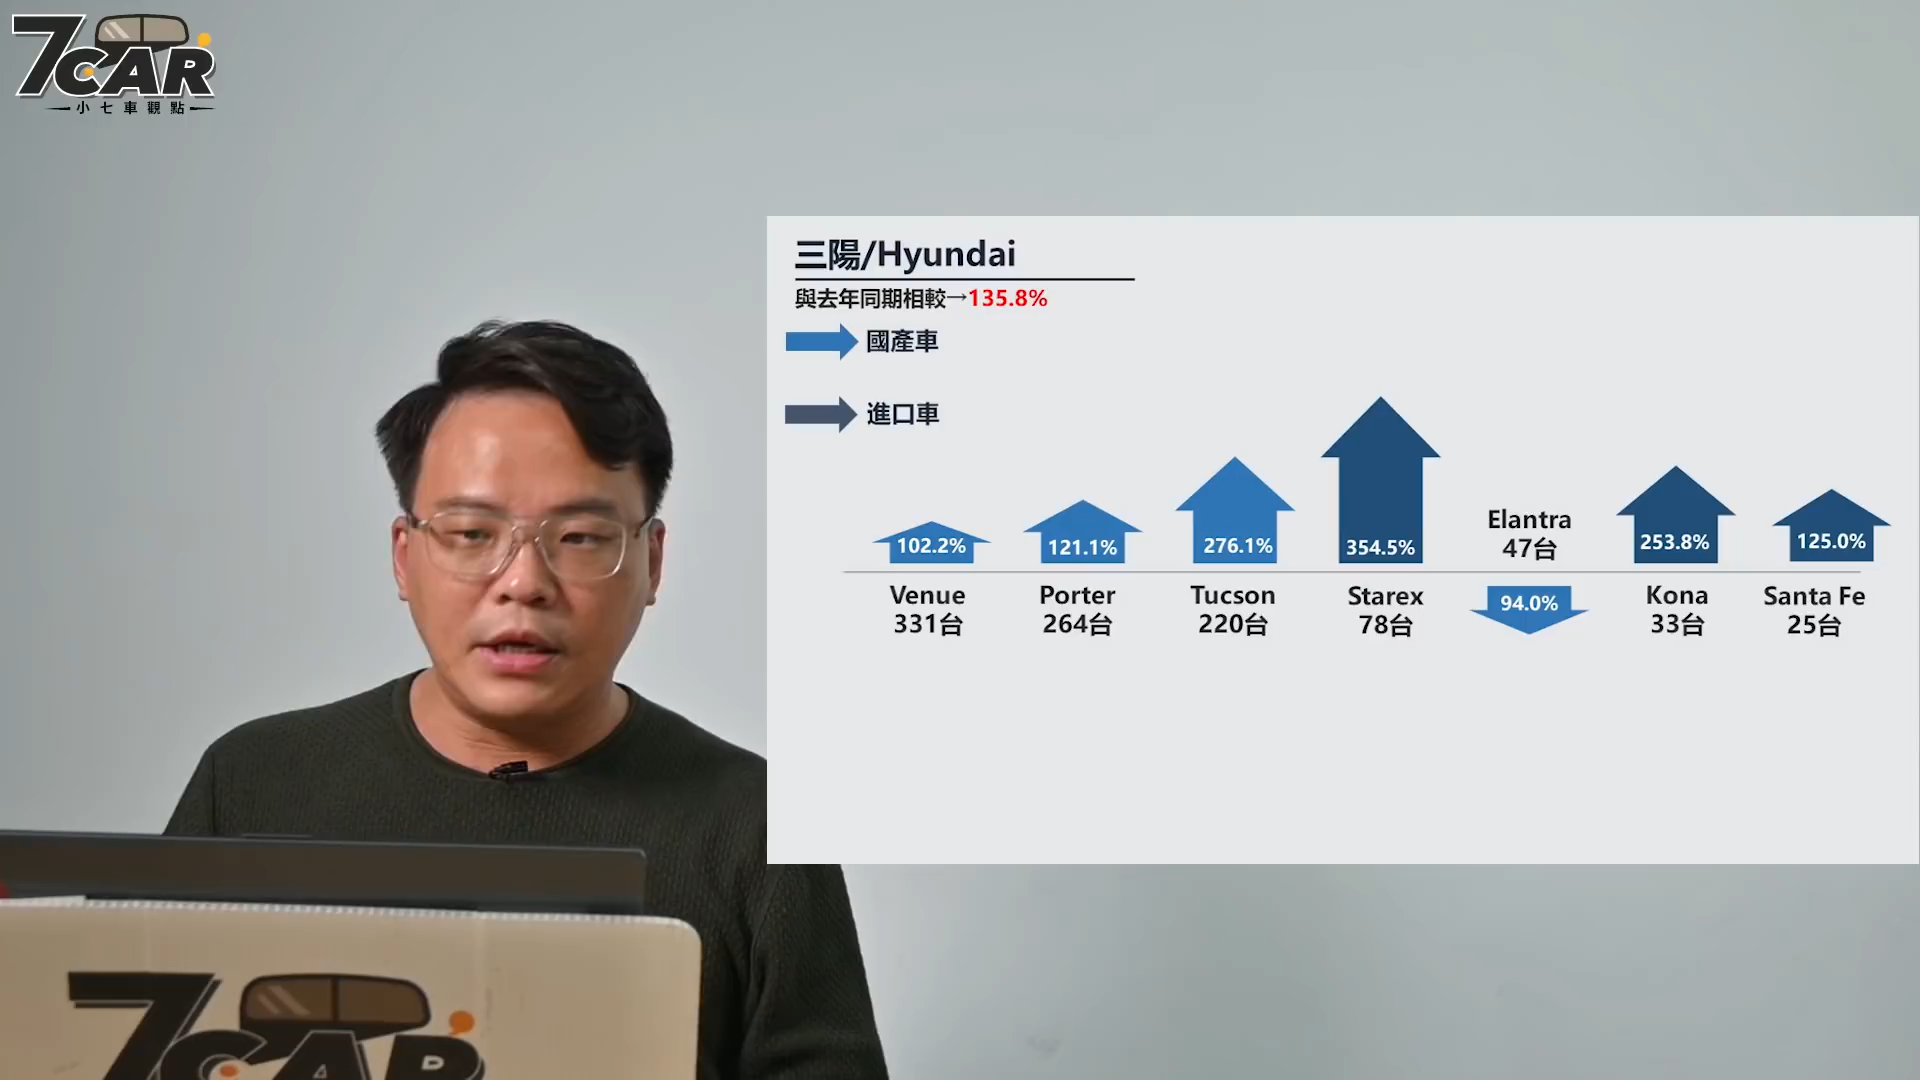 7CAR
小七車觀點
三陽/Hyundai
與去年同期相較→135.8%
國產車
進口車
102.2%
121.1%
276.1%
354.5%
Elantra
47台
253.8%
125.0%
Venue
331台
Porter
264台
Tucson
220台
Starex
78台
94.0%
Kona
33台
Santa Fe
25台
7CAR